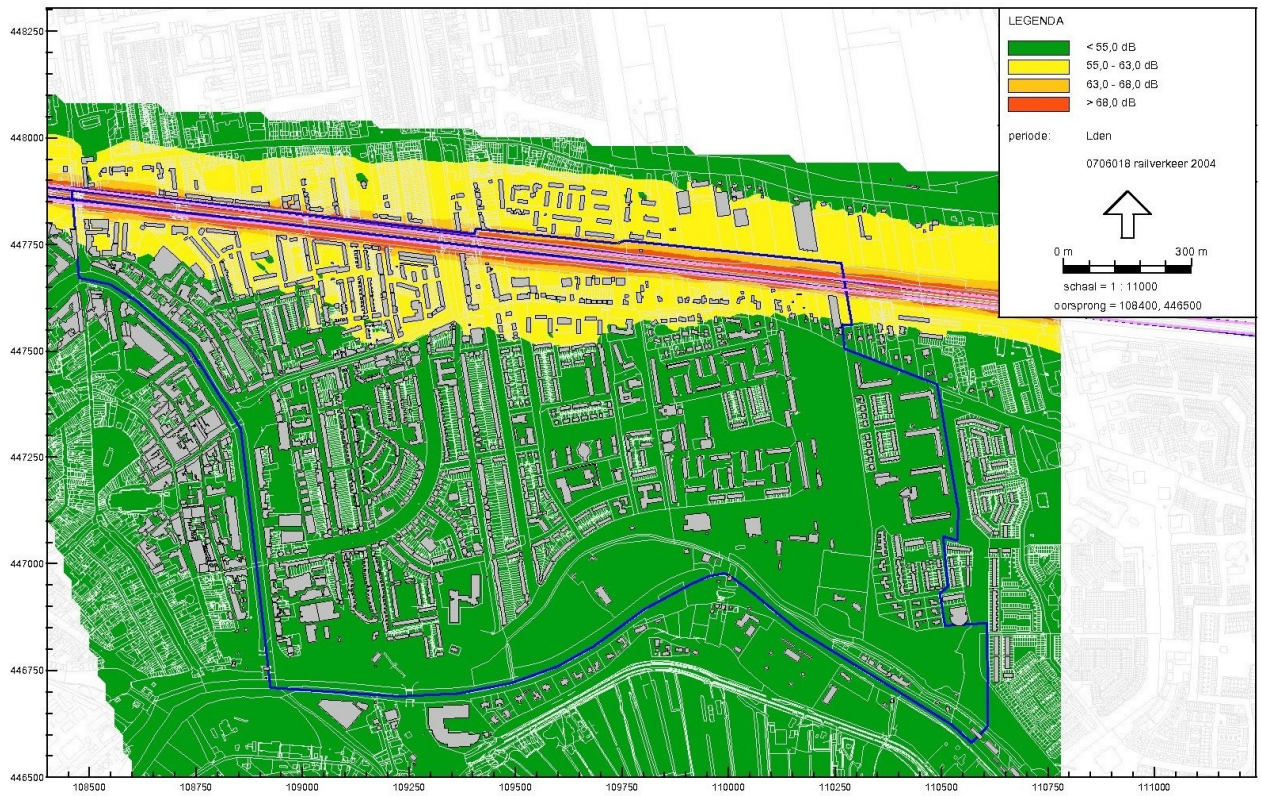 LEGENDA
< 55,0 dB
55,0 - 63,0 dB
63,0 - 68,0 dB
> 68,0 dB
periode: Lden
0706018 railverkeer 2004
0 m 300 m
schaal = 1 : 11000
oorsprong = 108400, 446500
448250
448000
447750
447500
447250
447000
446750
446500
108500 108750 109000 109250 109500 109750 110000 110250 110500 110750 111000